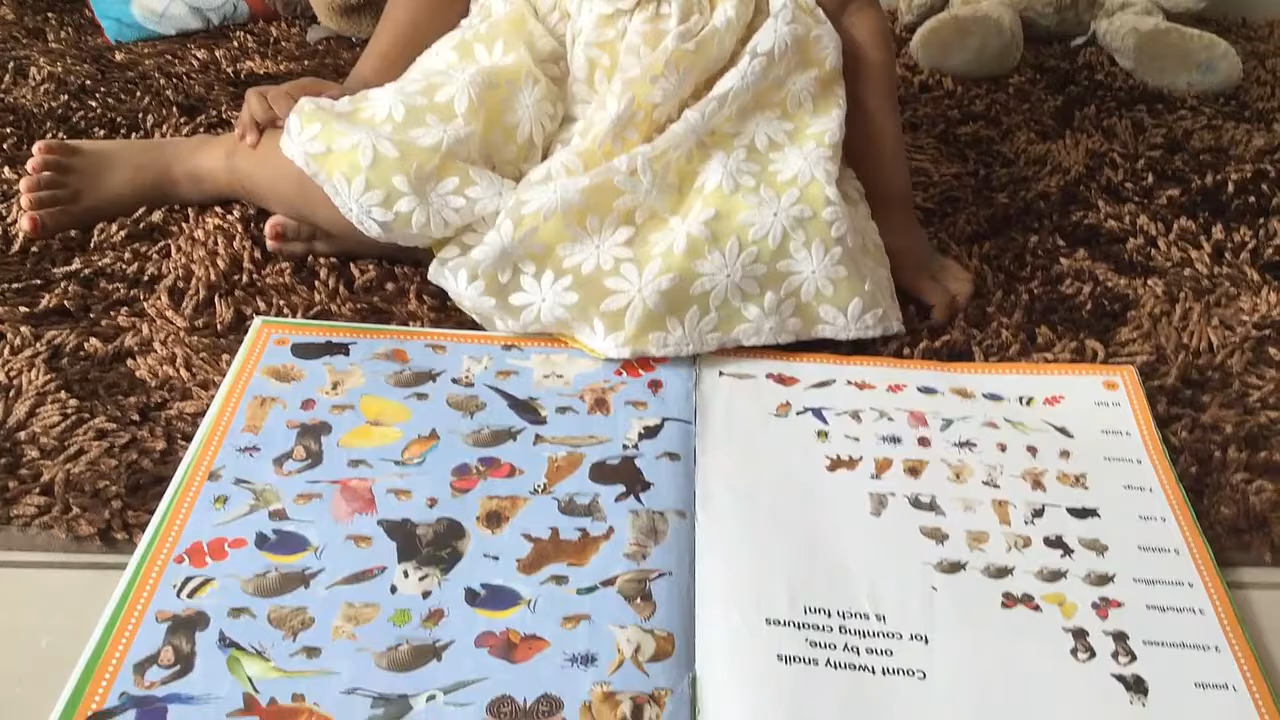 1 panda
2 chimpanzees
3 butterflies
4 armadillos
5 rabbits
6 cats
7 dogs
8 insects
9 birds
10 fish
Count twenty snails
one by one,
for counting creatures
is such fun!